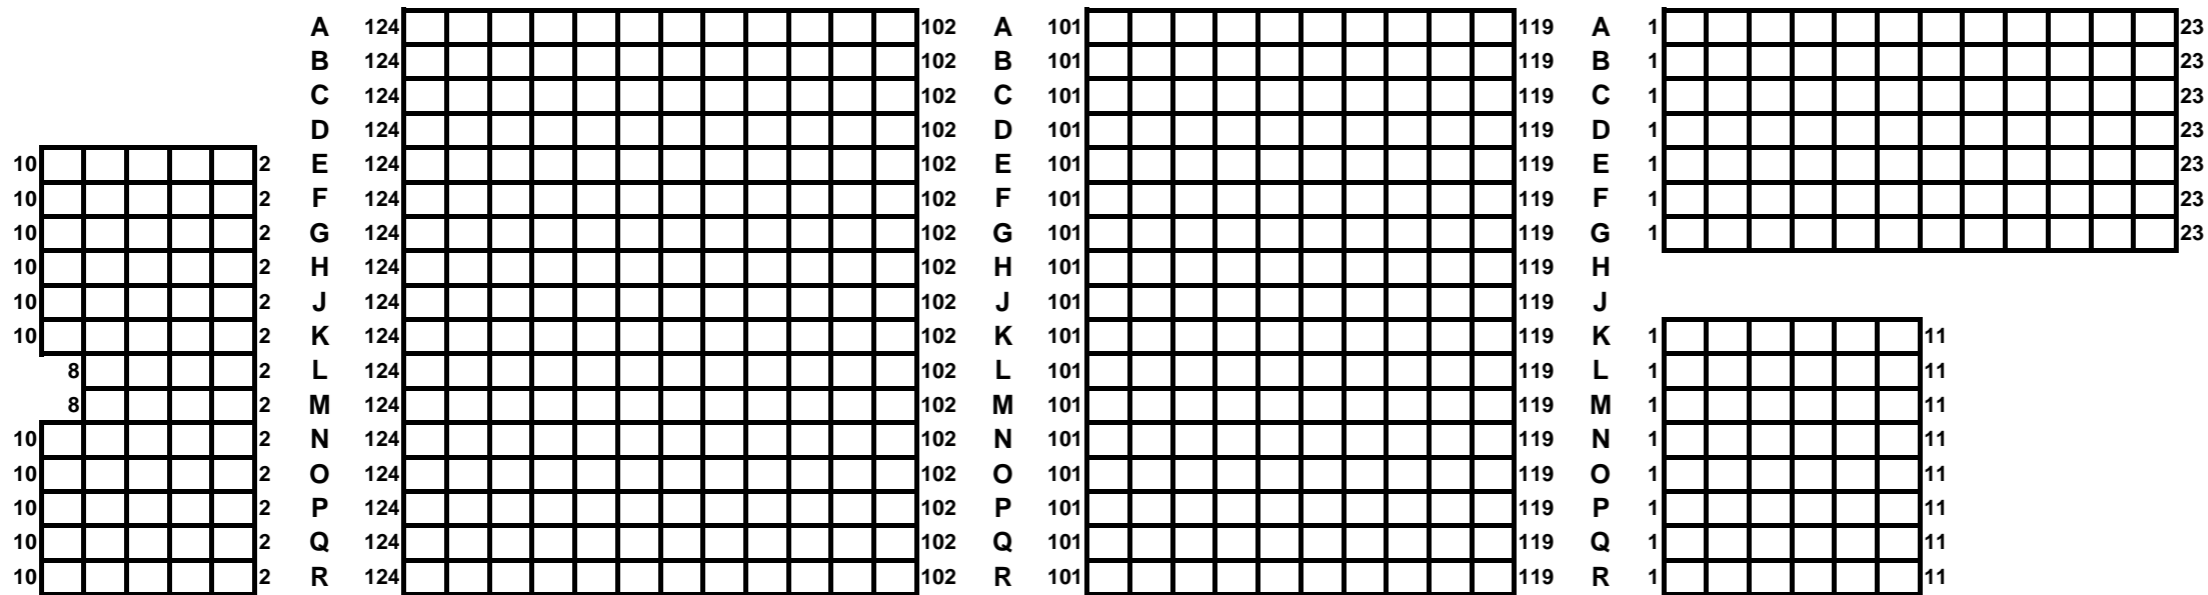 A 124 102 A 101 119 A 1 23
B 124 102 B 101 119 B 1 23
C 124 102 C 101 119 C 1 23
D 124 102 D 101 119 D 1 23
10 2 E 124 102 E 101 119 E 1 23
10 2 F 124 102 F 101 119 F 1 23
10 2 G 124 102 G 101 119 G 1 23
10 2 H 124 102 H 101 119 H
10 2 J 124 102 J 101 119 J
10 2 K 124 102 K 101 119 K 1 11
8 2 L 124 102 L 101 119 L 1 11
8 2 M 124 102 M 101 119 M 1 11
10 2 N 124 102 N 101 119 N 1 11
10 2 O 124 102 O 101 119 O 1 11
10 2 P 124 102 P 101 119 P 1 11
10 2 Q 124 102 Q 101 119 Q 1 11
10 2 R 124 102 R 101 119 R 1 11